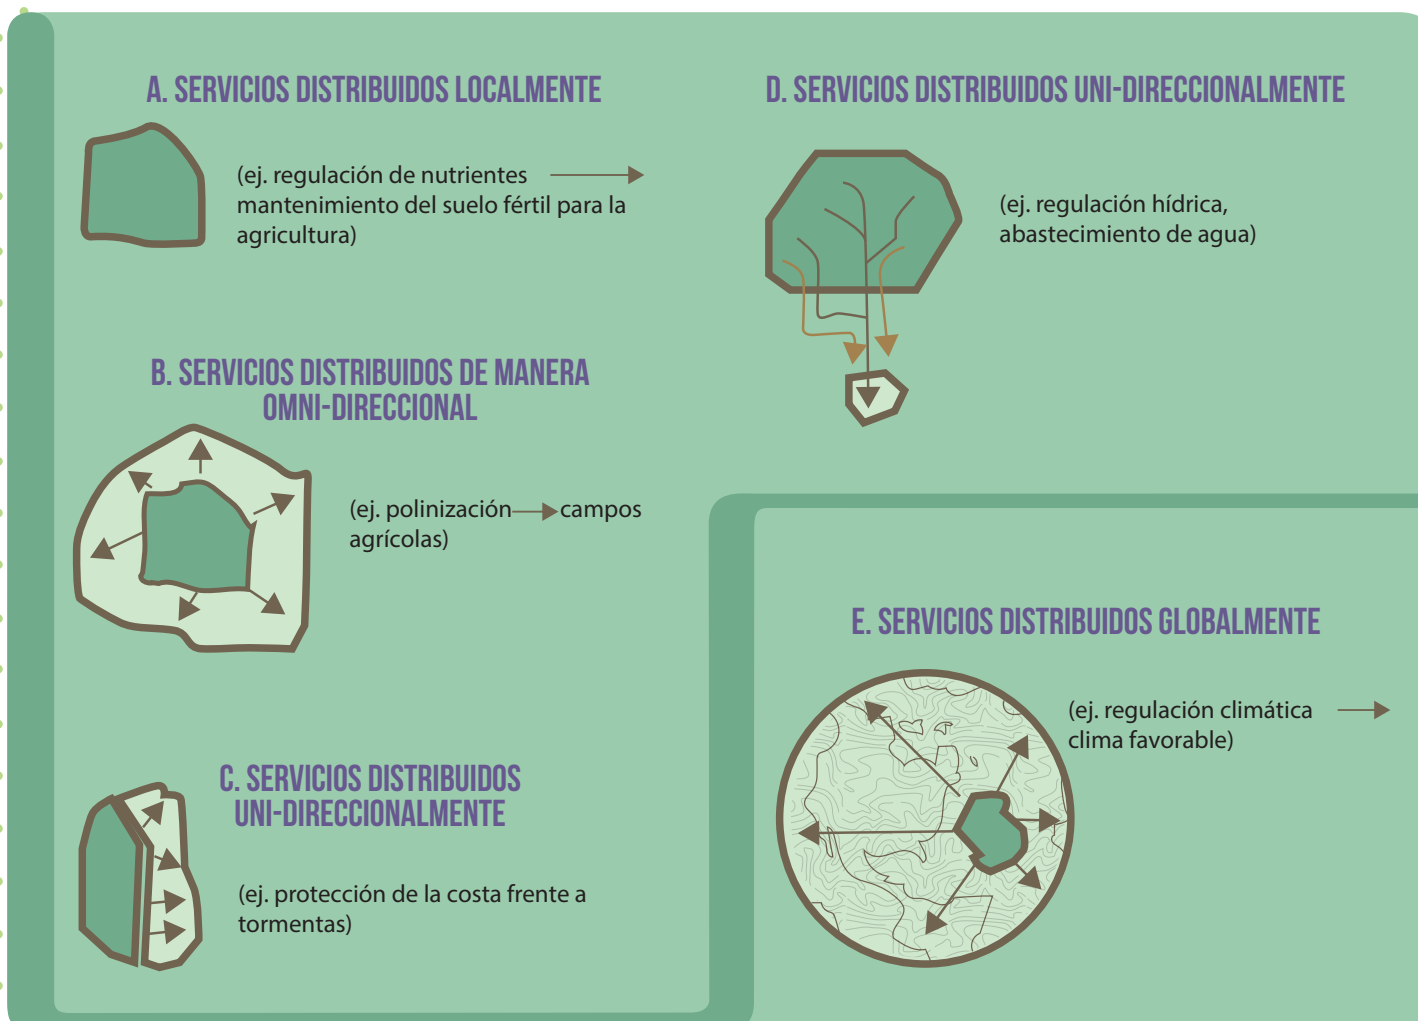 A. SERVICIOS DISTRIBUIDOS LOCALMENTE
(ej. regulación de nutrientes
mantenimiento del suelo fértil para la
agricultura)
B. SERVICIOS DISTRIBUIDOS DE MANERA
OMNI-DIRECCIONAL
(ej. polinización campos
agrícolas)
C. SERVICIOS DISTRIBUIDOS
UNI-DIRECCIONALMENTE
(ej. protección de la costa frente a
tormentas)
D. SERVICIOS DISTRIBUIDOS UNI-DIRECCIONALMENTE
(ej. regulación hídrica,
abastecimiento de agua)
E. SERVICIOS DISTRIBUIDOS GLOBALMENTE
(ej. regulación climática
clima favorable)